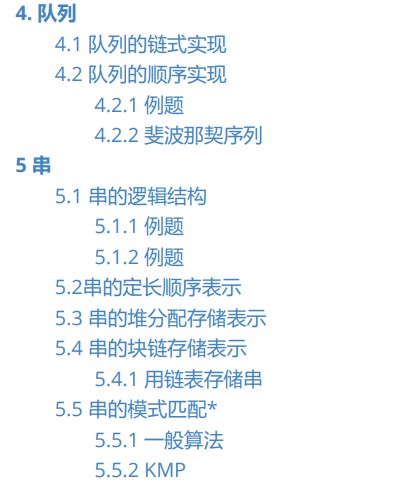 4. 队列
4.1 队列的链式实现
4.2 队列的顺序实现
4.2.1 例题
4.2.2 斐波那契序列
5 串
5.1 串的逻辑结构
5.1.1 例题
5.1.2 例题
5.2串的定长顺序表示
5.3 串的堆分配存储表示
5.4 串的块链存储表示
5.4.1 用链表存储串
5.5 串的模式匹配*
5.5.1 一般算法
5.5.2 KMP